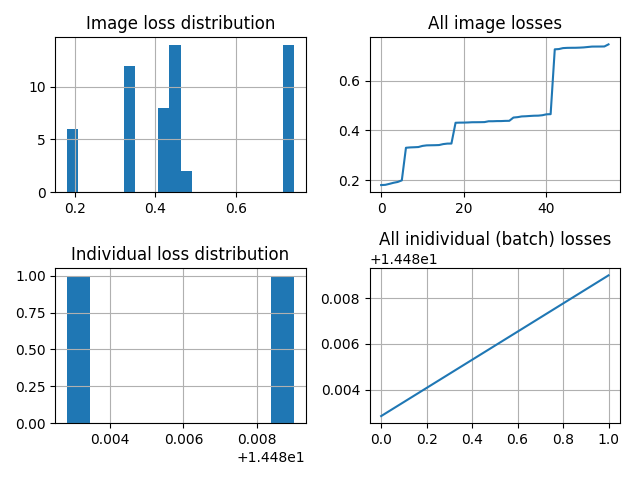 Image loss distribution
10
5
0
0.2 0.4 0.6
All image losses
0.6
0.4
0.2
0 20 40
Individual loss distribution
1.00
0.75
0.50
0.25
0.00
0.004 0.006 0.008
+1.448e1
All inidividual (batch) losses
+1.448e1
0.008
0.006
0.004
0.0 0.2 0.4 0.6 0.8 1.0